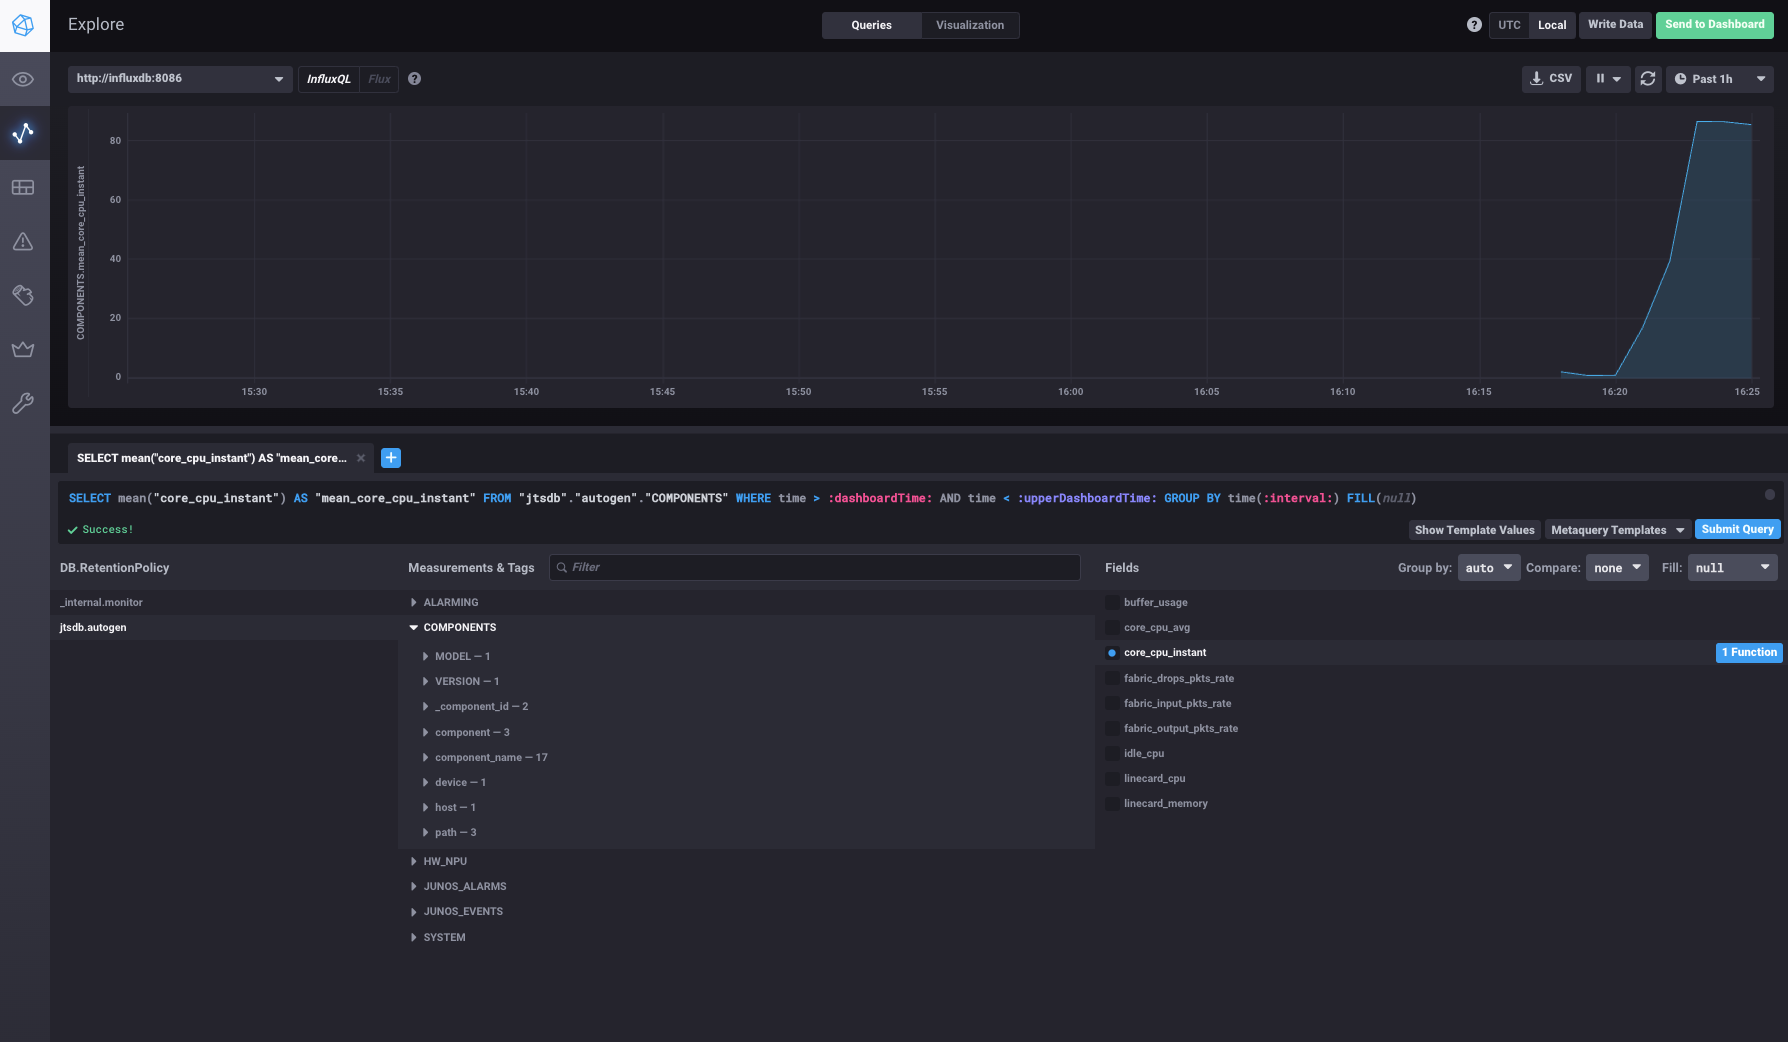 Explore
Queries
Visualization
?
UTC
Local
Write Data
Send to Dashboard
http://influxdb:8086
InfluxQL
Flux
?
CSV
Past 1h
COMPONENTS.mean_core_cpu_instant
80
60
40
20
0
15:30
15:35
15:40
15:45
15:50
15:55
16:00
16:05
16:10
16:15
16:20
16:25
SELECT mean("core_cpu_instant") AS "mean_core...
SELECT mean("core_cpu_instant") AS "mean_core_cpu_instant" FROM "jtsdb"."autogen"."COMPONENTS" WHERE time > :dashboardTime: AND time < :upperDashboardTime: GROUP BY time(:interval:) FILL(null)
Success!
Show Template Values
Metaquery Templates
Submit Query
DB.RetentionPolicy
Measurements & Tags
Filter
Fields
Group by:
auto
Compare:
none
Fill:
null
_internal.monitor
jtsdb.autogen
ALARMING
COMPONENTS
MODEL — 1
VERSION — 1
_component_id — 2
component — 3
component_name — 17
device — 1
host — 1
path — 3
HW_NPU
JUNOS_ALARMS
JUNOS_EVENTS
SYSTEM
buffer_usage
core_cpu_avg
core_cpu_instant
1 Function
fabric_drops_pkts_rate
fabric_input_pkts_rate
fabric_output_pkts_rate
idle_cpu
linecard_cpu
linecard_memory